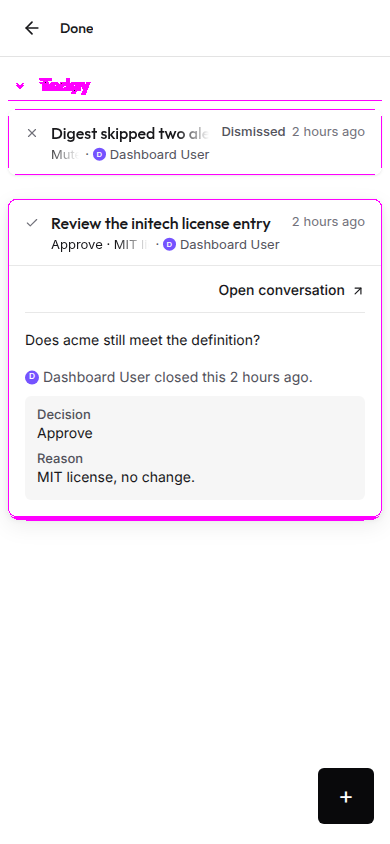 Done
Today
Digest skipped two ale Dismissed 2 hours ago
Mute · D Dashboard User
Review the initech license entry 2 hours ago
Approve · MIT l · D Dashboard User
Open conversation
Does acme still meet the definition?
D Dashboard User closed this 2 hours ago.
Decision
Approve
Reason
MIT license, no change.
+